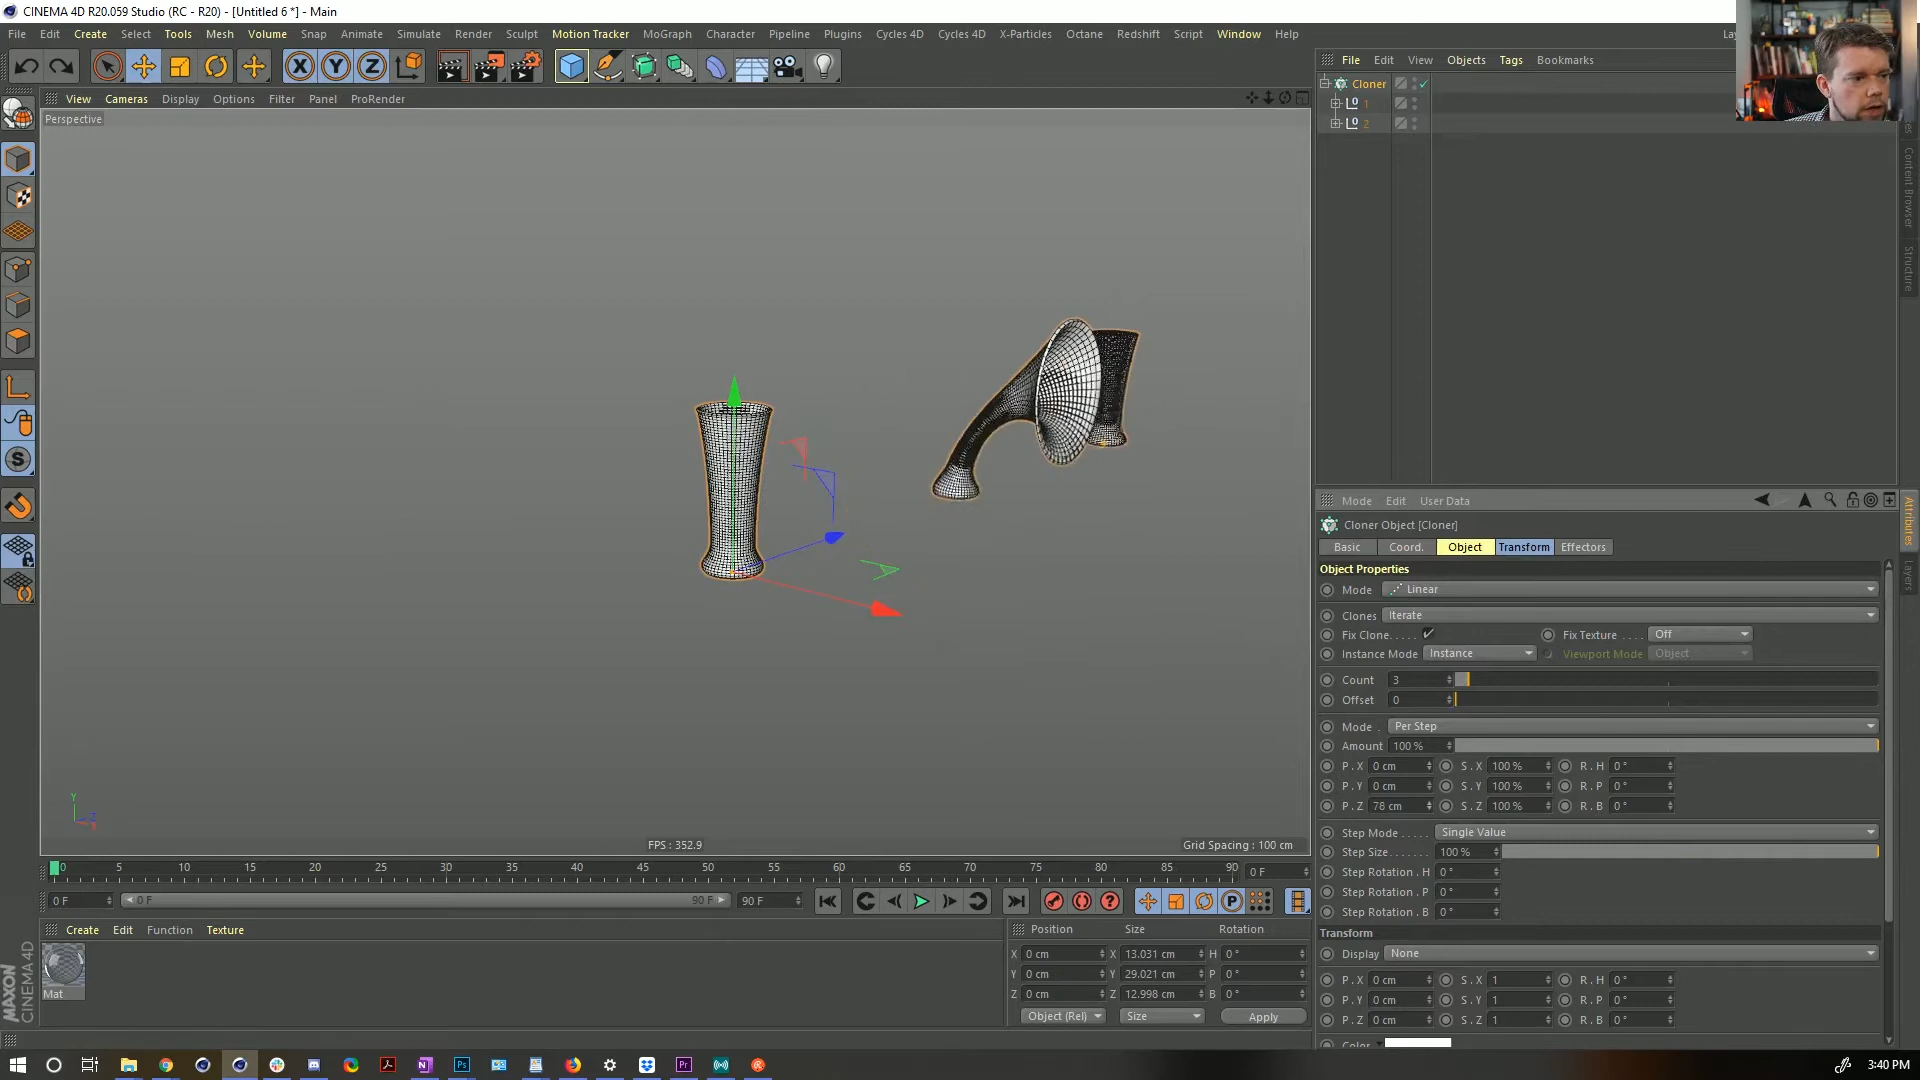 CINEMA 4D R20.059 Studio (RC - R20) - [Untitled 6 *] - Main
File Edit Create Select Tools Mesh Volume Snap Animate Simulate Render Sculpt Motion Tracker MoGraph Character Pipeline Plugins Cycles 4D Cycles 4D X-Particles Octane Redshift Script Window Help
File Edit View Objects Tags Bookmarks
View Cameras Display Options Filter Panel ProRender
Perspective
Cloner
1
2
Content Browser
Structure
Mode Edit User Data
Cloner Object [Cloner]
Basic Coord. Object Transform Effectors
Attributes
Layers
Object Properties
Mode Linear
Clones Iterate
Fix Clone. . . . . Fix Texture . . . . Off
Instance Mode Instance Viewport Mode Object
Count 3
Offset 0
Mode . Per Step
Amount 100 %
P . X 0 cm S . X 100 % R . H 0 °
P . Y 0 cm S . Y 100 % R . P 0 °
P . Z 78 cm S . Z 100 % R . B 0 °
Step Mode . . . . . Single Value
Step Size. . . . . . . 100 %
Step Rotation . H 0 °
Step Rotation . P 0 °
Step Rotation . B 0 °
Transform
Display None
P . X 0 cm S . X 1 R . H 0 °
P . Y 0 cm S . Y 1 R . P 0 °
P . Z 0 cm S . Z 1 R . B 0 °
Color
Y
Z
X
FPS : 352.9
Grid Spacing : 100 cm
0 5 10 15 20 25 30 35 40 45 50 55 60 65 70 75 80 85 90 0 F
0 F 0 F 90 F 90 F
Create Edit Function Texture
Mat
MAXON
CINEMA 4D
Position Size Rotation
X 0 cm X 13.031 cm H 0 °
Y 0 cm Y 29.021 cm P 0 °
Z 0 cm Z 12.998 cm B 0 °
Object (Rel) Size Apply
3:40 PM